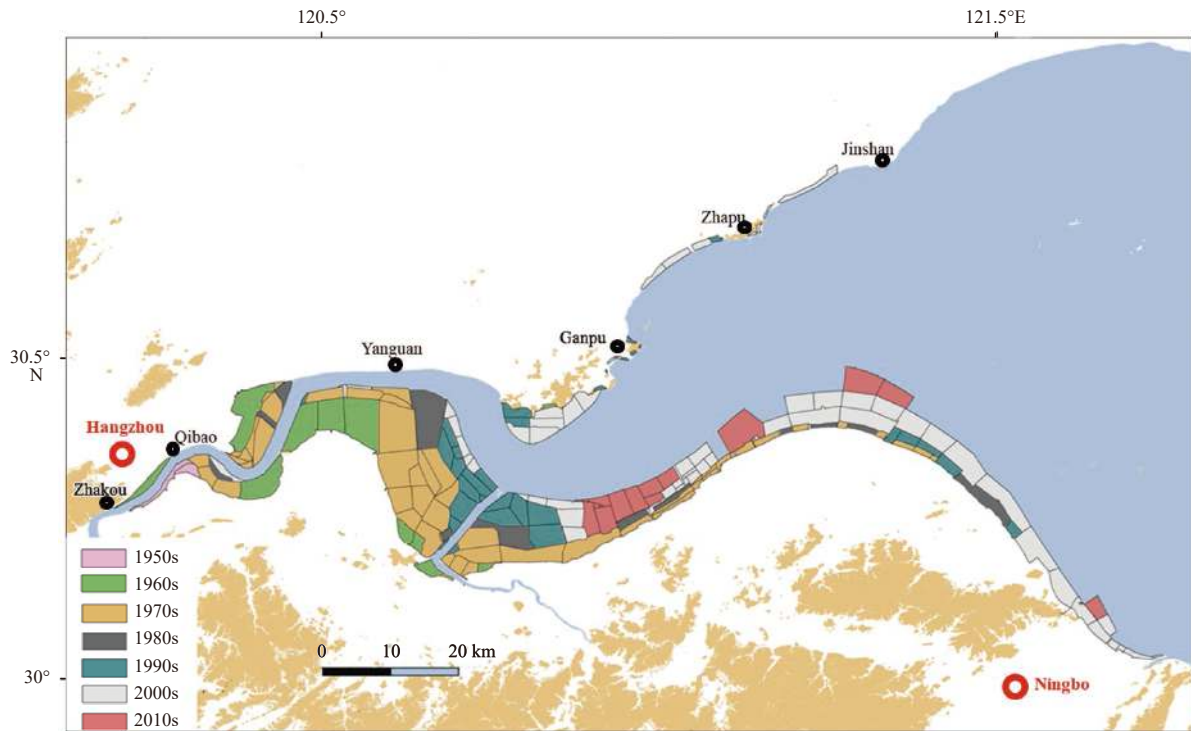 120.5°
121.5°E
Jinshan
Zhapu
Ganpu
30.5°
N
Yanguan
Hangzhou
Qibao
Zhakou
1950s
1960s
1970s
1980s
1990s
2000s
2010s
0 10 20 km
30°
Ningbo